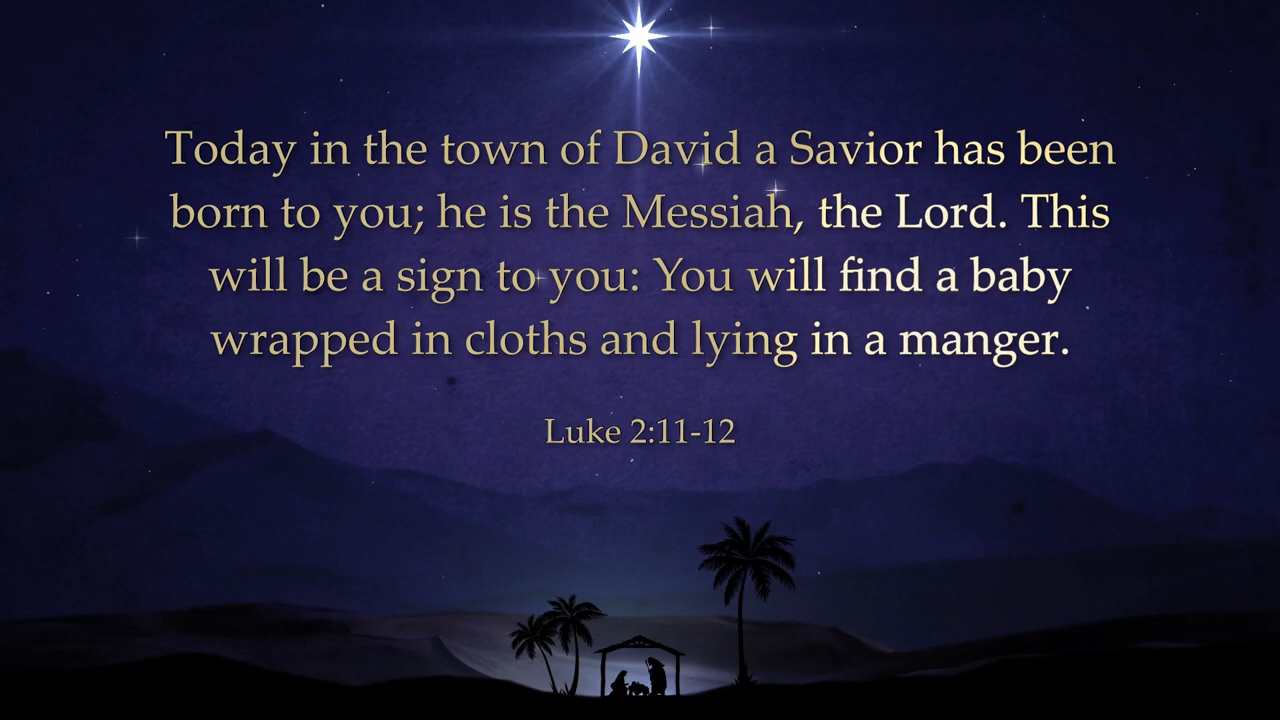 Today in the town of David a Savior has been
born to you; he is the Messiah, the Lord. This
will be a sign to you: You will find a baby
wrapped in cloths and lying in a manger.
Luke 2:11-12